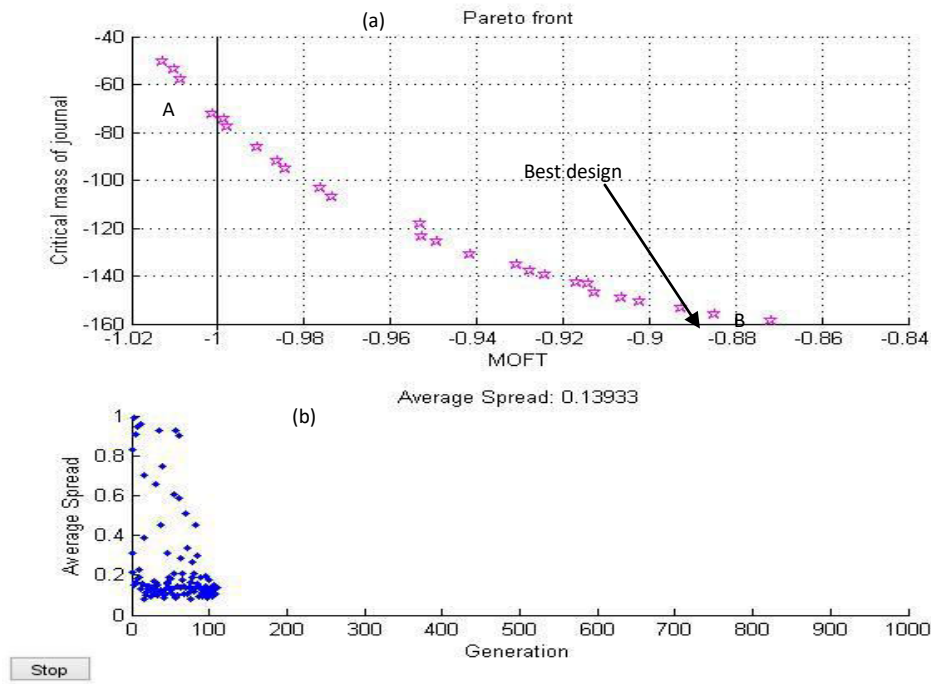 (a)
Pareto front
-40
-60
-80
-100
-120
-140
-160
Critical mass of journal
A
Best design
B
-1.02
-1
-0.98
-0.96
-0.94
-0.92
-0.9
-0.88
-0.86
-0.84
MOFT
Average Spread: 0.13933
(b)
1
0.8
0.6
0.4
0.2
0
Average Spread
0
100
200
300
400
500
600
700
800
900
1000
Generation
Stop